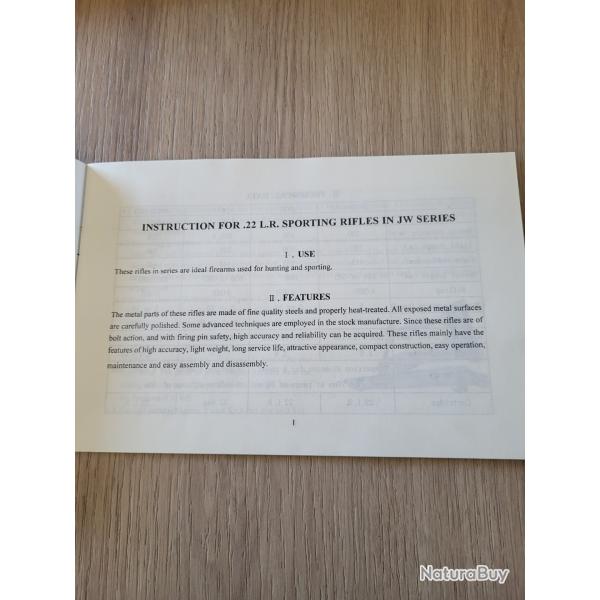 INSTRUCTION FOR .22 L.R. SPORTING RIFLES IN JW SERIES
Ⅰ. USE
These rifles in series are ideal firearms used for hunting and sporting.
Ⅱ. FEATURES
The metal parts of these rifles are made of fine quality steels and properly heat-treated. All exposed metal surfaces
are carefully polished. Some advanced techniques are employed in the stock manufacture. Since these rifles are of
bolt action, and with firing pin safety, high accuracy and reliability can be acquired. These rifles mainly have the
features of high accuracy, light weight, long service life, attractive appearance, compact construction, easy operation,
maintenance and easy assembly and disassembly.
1
NaturaBuy